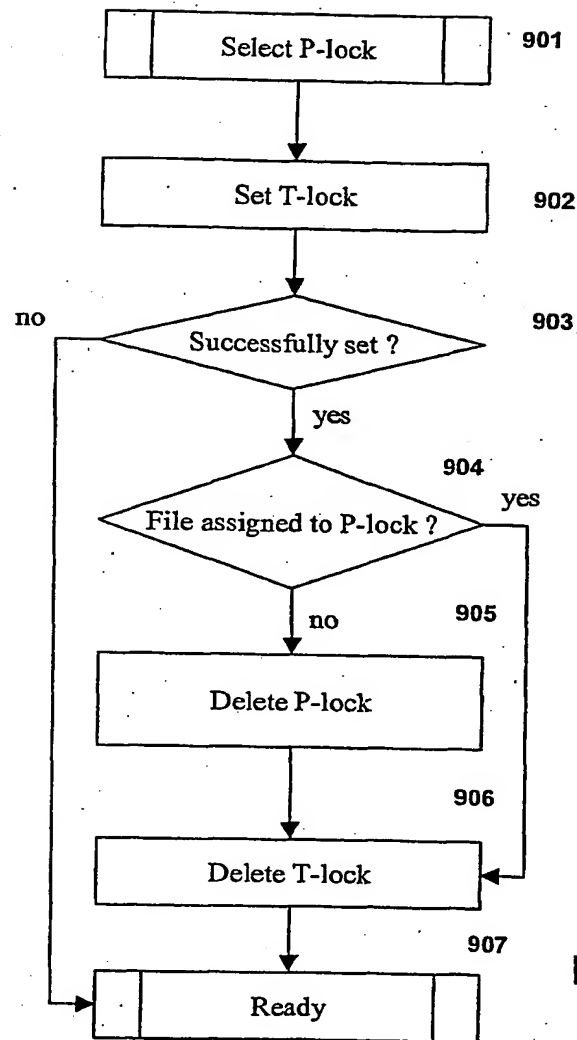 Select P-lock
901
Set T-lock
902
no
Successfully set ?
903
yes
904
File assigned to P-lock ?
yes
no
905
Delete P-lock
906
Delete T-lock
907
Ready